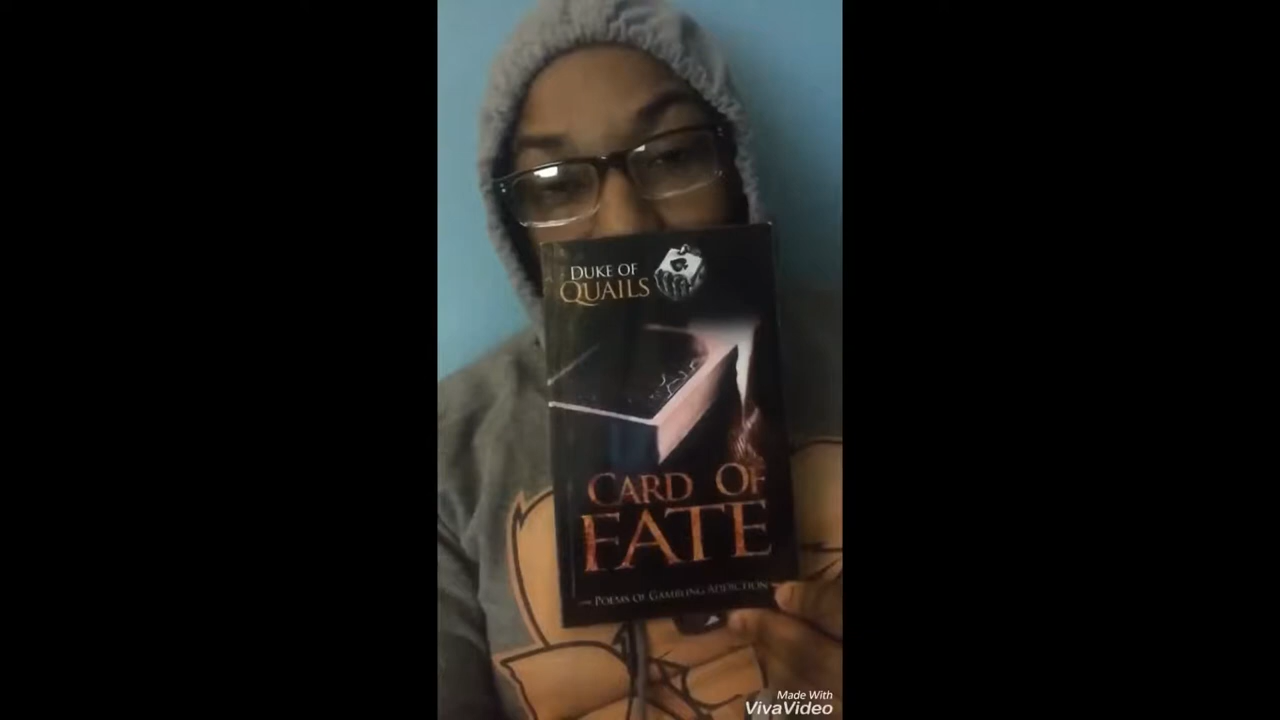 DUKE OF
QUAILS
CARD OF
FATE
POEMS OF GAMBLING ADDICTION
Made With
VivaVideo